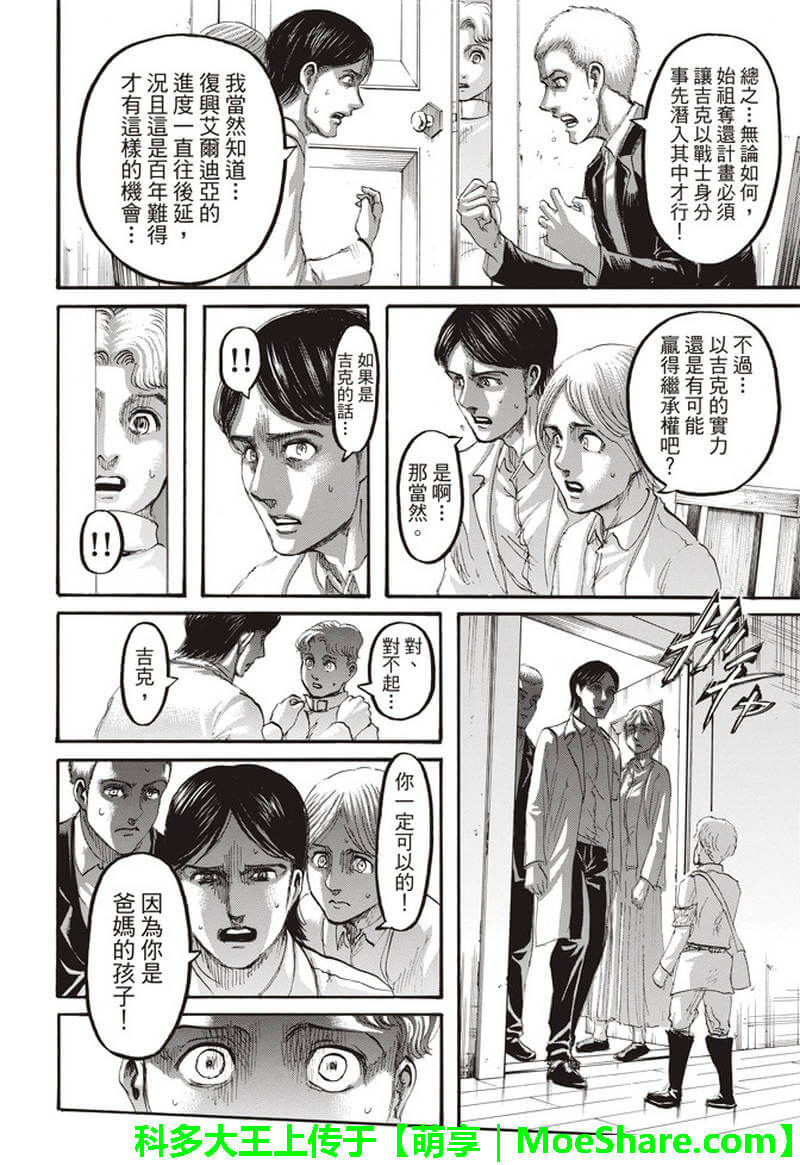 總之…無論如何，
始祖奪還計畫必須
讓吉克以戰士身分
事先潛入其中才行！
我當然知道…
復興艾爾迪亞的
進度一直往後延，
況且這是百年難得
才有這樣的機會…
不過…
以吉克的實力
還是有可能
贏得繼承權吧？
是啊…
那當然。
如果是
吉克的話…
!!
!!
對、
對不起…
吉克，
你一定可以的！
因為你是
爸媽的孩子！
科多大王上传于【萌享｜MoeShare.com】